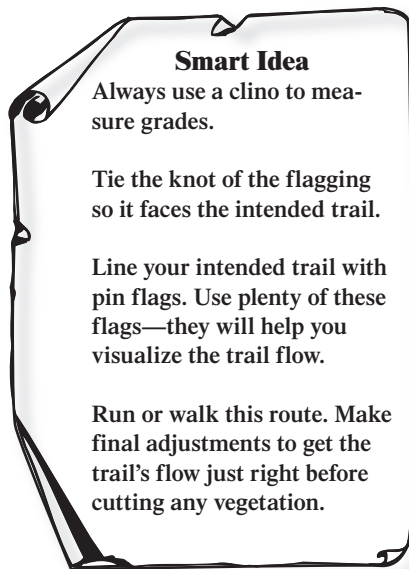 Smart Idea
Always use a clino to mea-
sure grades.
Tie the knot of the flagging
so it faces the intended trail.
Line your intended trail with
pin flags. Use plenty of these
flags—they will help you
visualize the trail flow.
Run or walk this route. Make
final adjustments to get the
trail's flow just right before
cutting any vegetation.